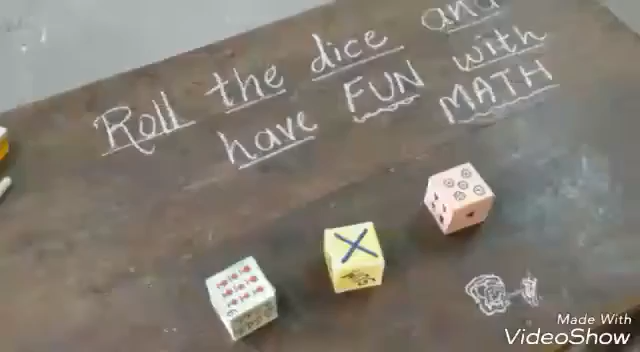 Roll the dice and
have FUN with
MATH
X
Made With
VideoShow